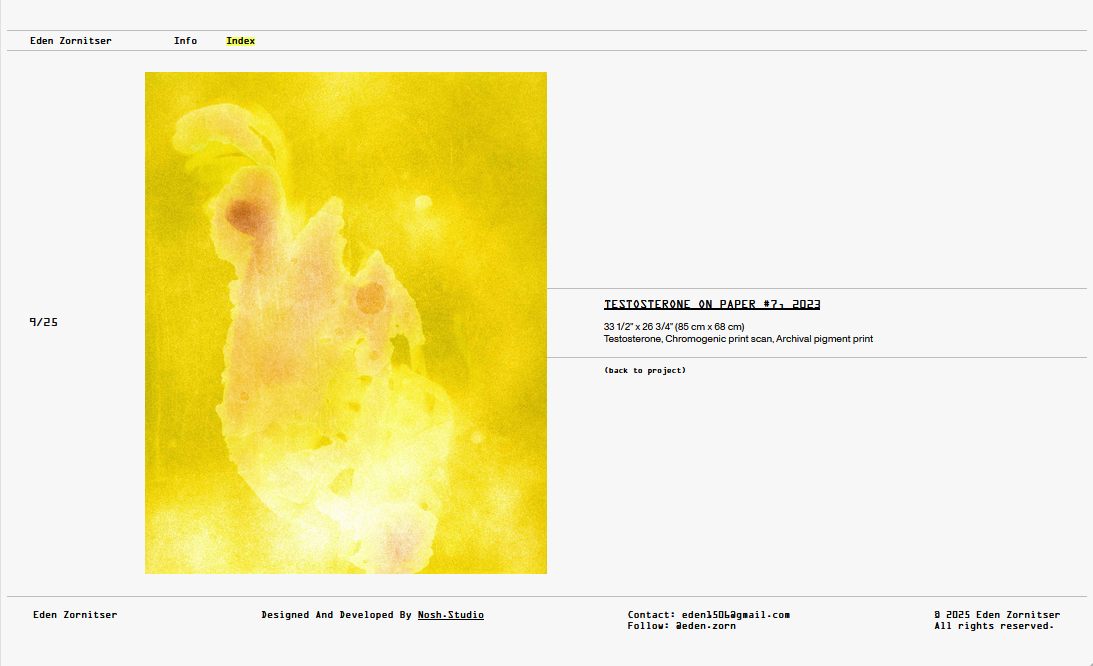 Eden Zornitser Info Index
9/25
TESTOSTERONE ON PAPER #7, 2023
33 1/2" x 26 3/4" (85 cm x 68 cm)
Testosterone, Chromogenic print scan, Archival pigment print
(back to project)
Eden Zornitser
Designed And Developed By Nosh.Studio
Contact: eden1506@gmail.com
Follow: @eden.zorn
© 2025 Eden Zornitser
All rights reserved.